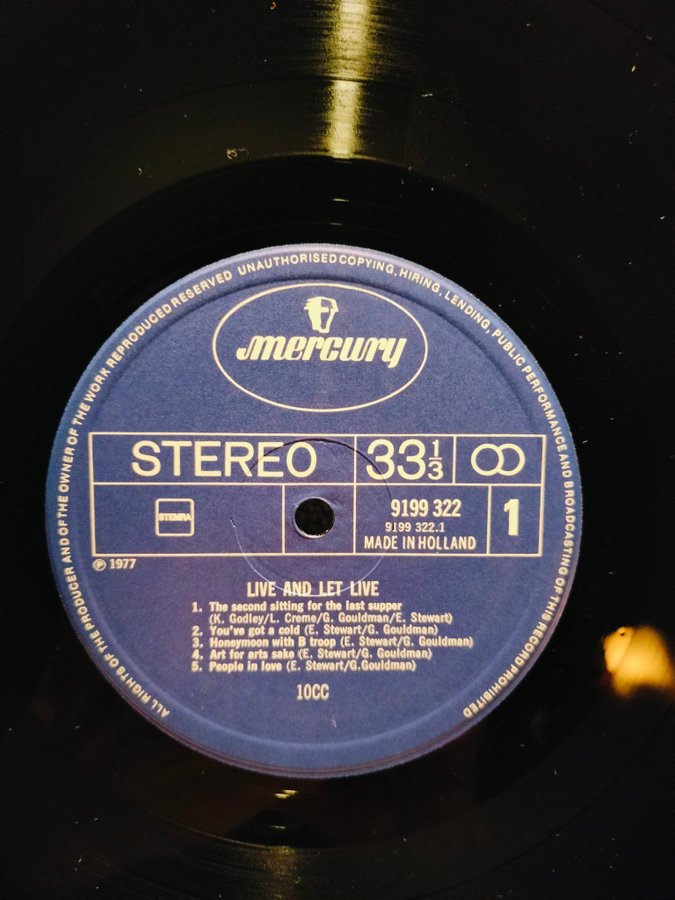 ALL RIGHTS OF THE PRODUCER AND OF THE OWNER OF THE WORK REPRODUCED RESERVED UNAUTHORISED COPYING, HIRING, LENDING, PUBLIC PERFORMANCE AND BROADCASTING OF THIS RECORD PROHIBITED
mercury
STEREO 33 1/3
STEMRA 9199 322 1
9199 322.1
MADE IN HOLLAND
℗ 1977
LIVE AND LET LIVE
1. The second sitting for the last supper
(K. Godley/L. Creme/G. Gouldman/E. Stewart)
2. You've got a cold (E. Stewart/G. Gouldman)
3. Honeymoon with B troop (E. Stewart/G. Gouldman)
4. Art for arts sake (E. Stewart/G. Gouldman)
5. People in love (E. Stewart/G.Gouldman)
10CC